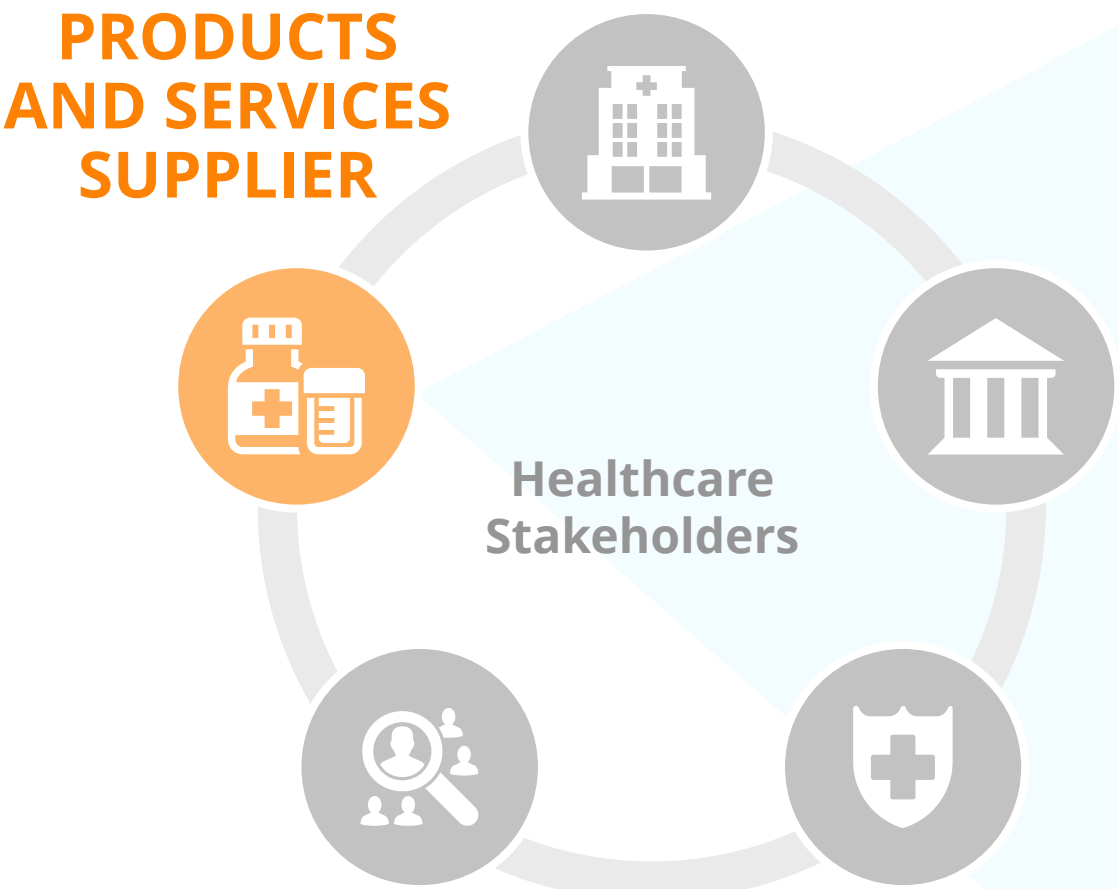 PRODUCTS
AND SERVICES
SUPPLIER
Healthcare
Stakeholders